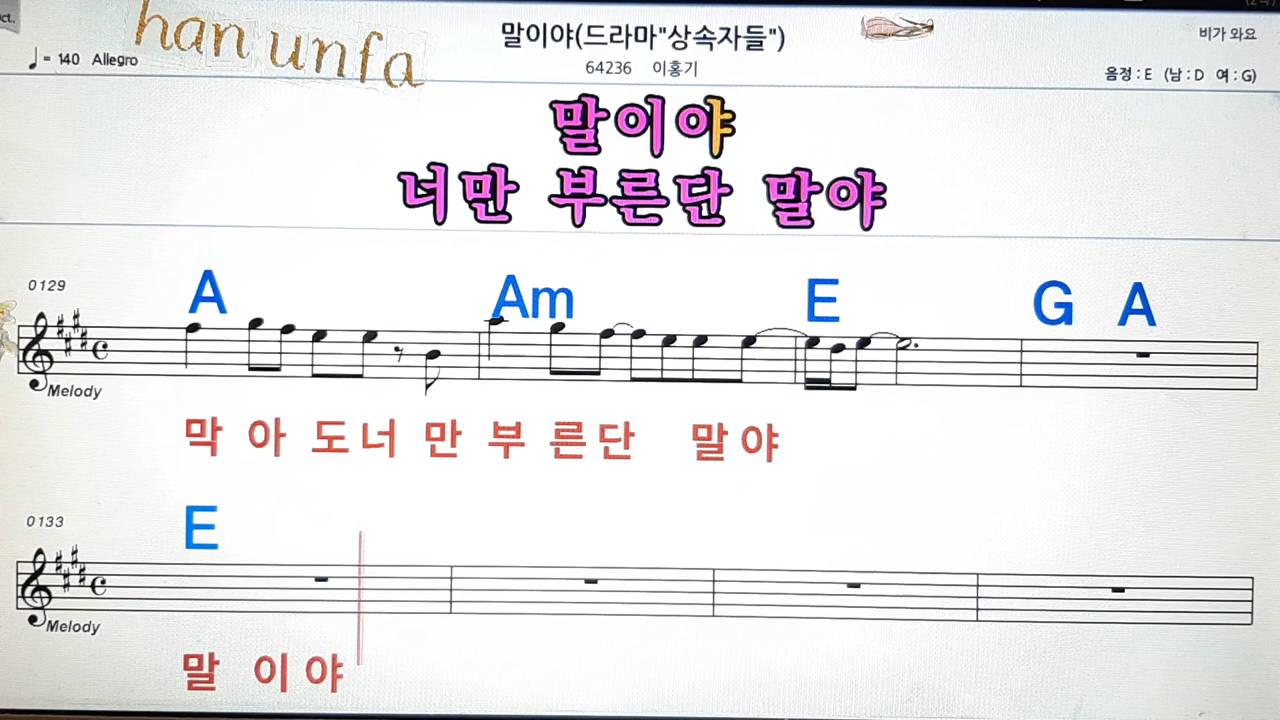 ct.
han unfa
말이야(드라마"상속자들")
비가 와요
♩ = 140 Allegro
64236 이홍기
음정 : E (남 : D 여 : G)
말이야
너만 부른단 말야
0129
A Am E G A
Melody
막 아 도 너 만 부 른 단 말 야
0133
E
Melody
말 이 야